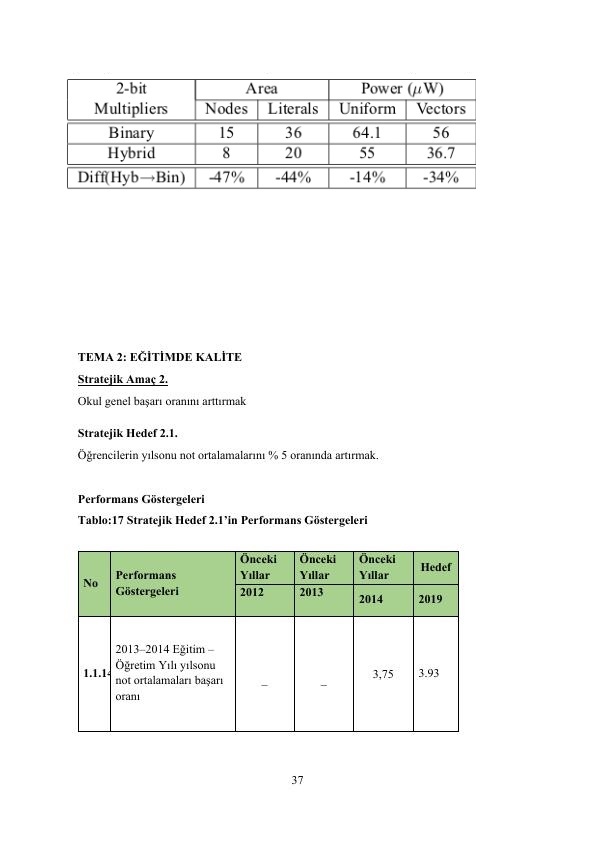 2-bit Area Power (μW)
Multipliers Nodes Literals Uniform Vectors
Binary 15 36 64.1 56
Hybrid 8 20 55 36.7
Diff(Hyb→Bin) -47% -44% -14% -34%
TEMA 2: EĞİTİMDE KALİTE
Stratejik Amaç 2.
Okul genel başarı oranını arttırmak
Stratejik Hedef 2.1.
Öğrencilerin yılsonu not ortalamalarını % 5 oranında artırmak.
Performans Göstergeleri
Tablo:17 Stratejik Hedef 2.1’in Performans Göstergeleri
No
Performans
Göstergeleri
Önceki
Yıllar
2012
Önceki
Yıllar
2013
Önceki
Yıllar
2014
Hedef
2019
1.1.14
2013–2014 Eğitim –
Öğretim Yılı yılsonu
not ortalamaları başarı
oranı
_
_
3,75
3.93
37